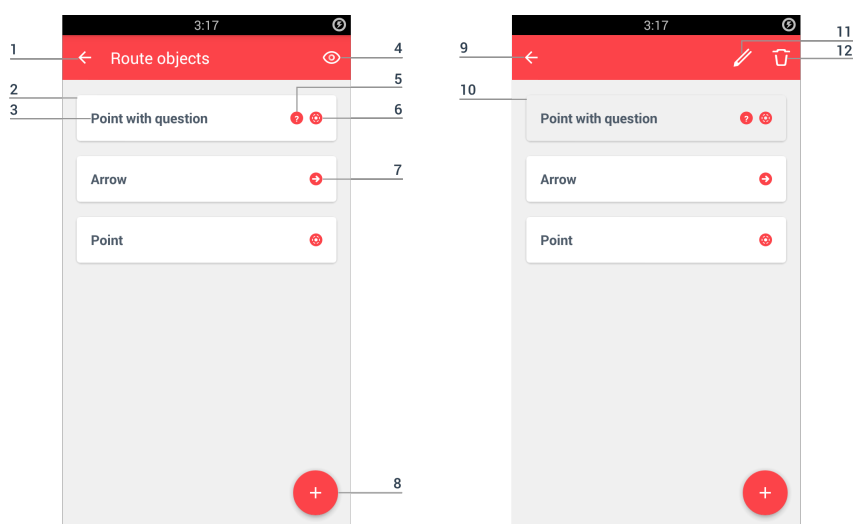 3:17
1
Route objects
4
5
2
3
Point with question
?
6
Arrow
7
Point
+
8
3:17
11
9
12
10
Point with question
?
Arrow
Point
+